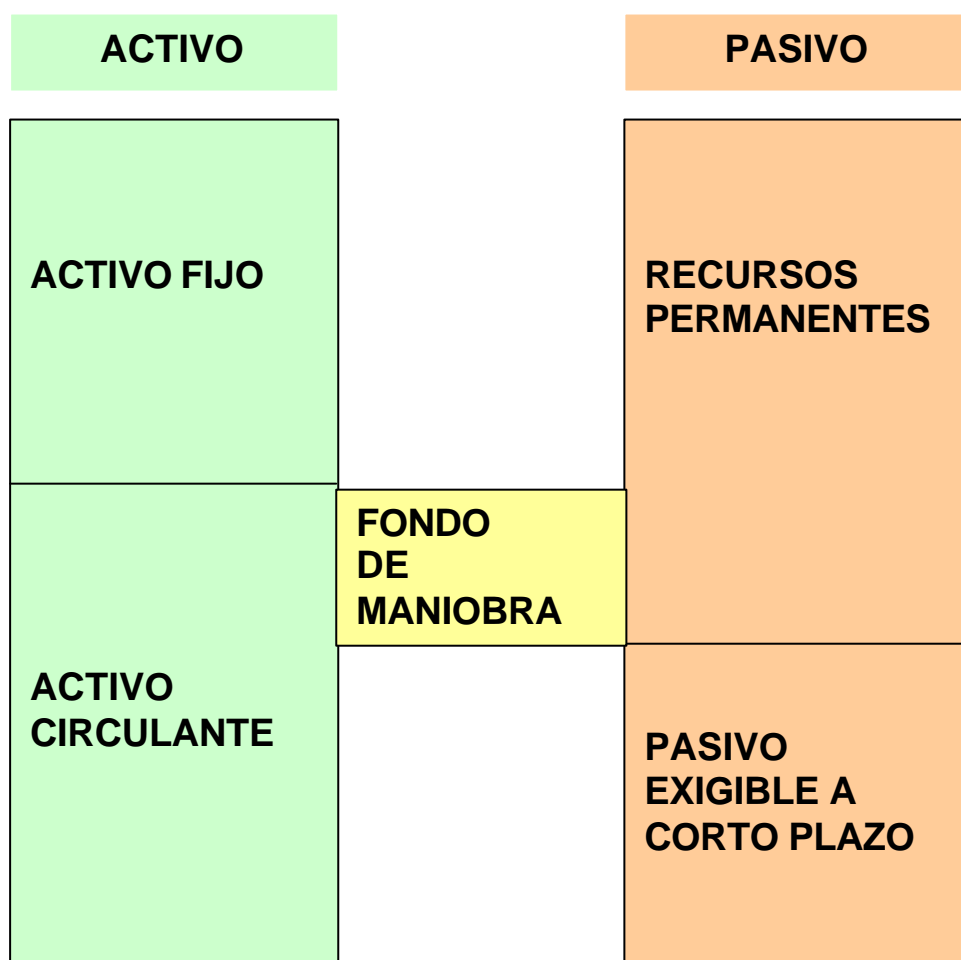 ACTIVO
PASIVO
ACTIVO FIJO
RECURSOS
PERMANENTES
FONDO
DE
MANIOBRA
ACTIVO
CIRCULANTE
PASIVO
EXIGIBLE A
CORTO PLAZO